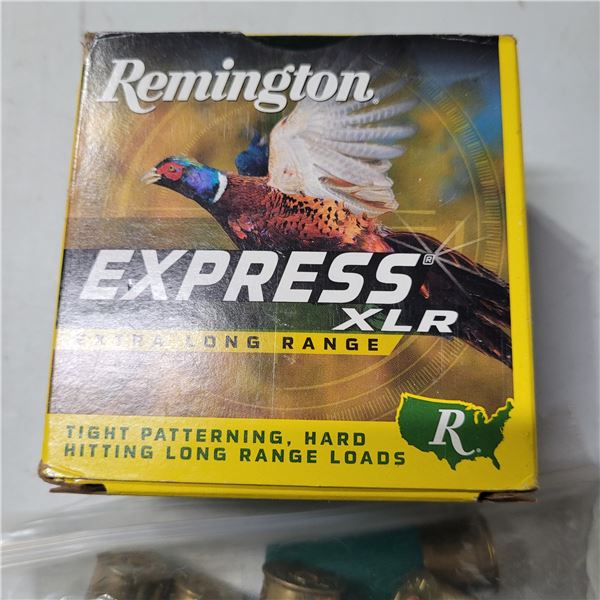 Remington
EXPRESS®
XLR
EXTRA LONG RANGE
TIGHT PATTERNING, HARD
HITTING LONG RANGE LOADS
R